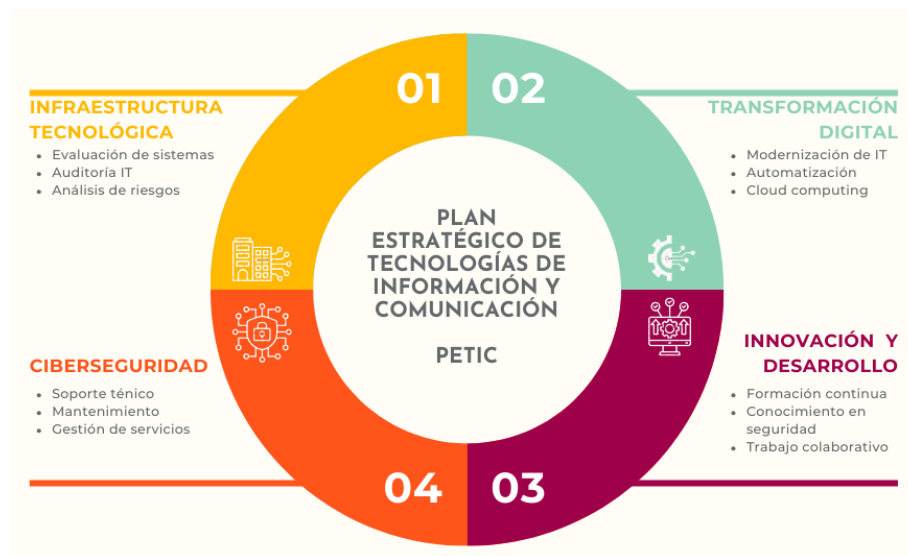 01
INFRAESTRUCTURA
TECNOLÓGICA
• Evaluación de sistemas
• Auditoría IT
• Análisis de riesgos
02
TRANSFORMACIÓN
DIGITAL
• Modernización de IT
• Automatización
• Cloud computing
PLAN
ESTRATÉGICO DE
TECNOLOGÍAS DE
INFORMACIÓN Y
COMUNICACIÓN
PETIC
INNOVACIÓN Y
DESARROLLO
• Formación continua
• Conocimiento en
seguridad
• Trabajo colaborativo
03
CIBERSEGURIDAD
• Soporte ténico
• Mantenimiento
• Gestión de servicios
04